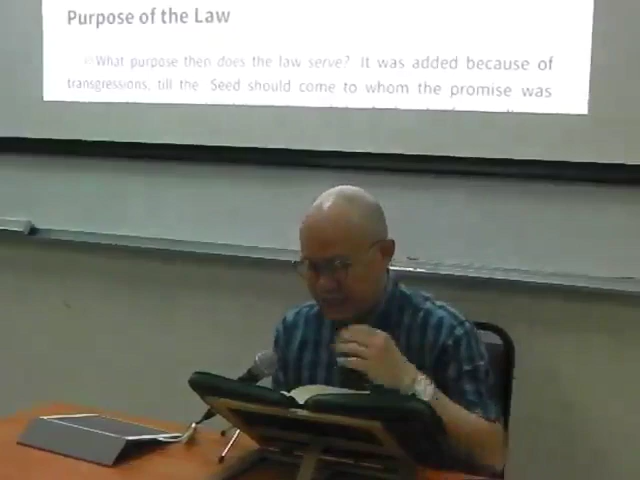 Purpose of the Law
What purpose then does the law serve? It was added because of
transgressions, till the Seed should come to whom the promise was